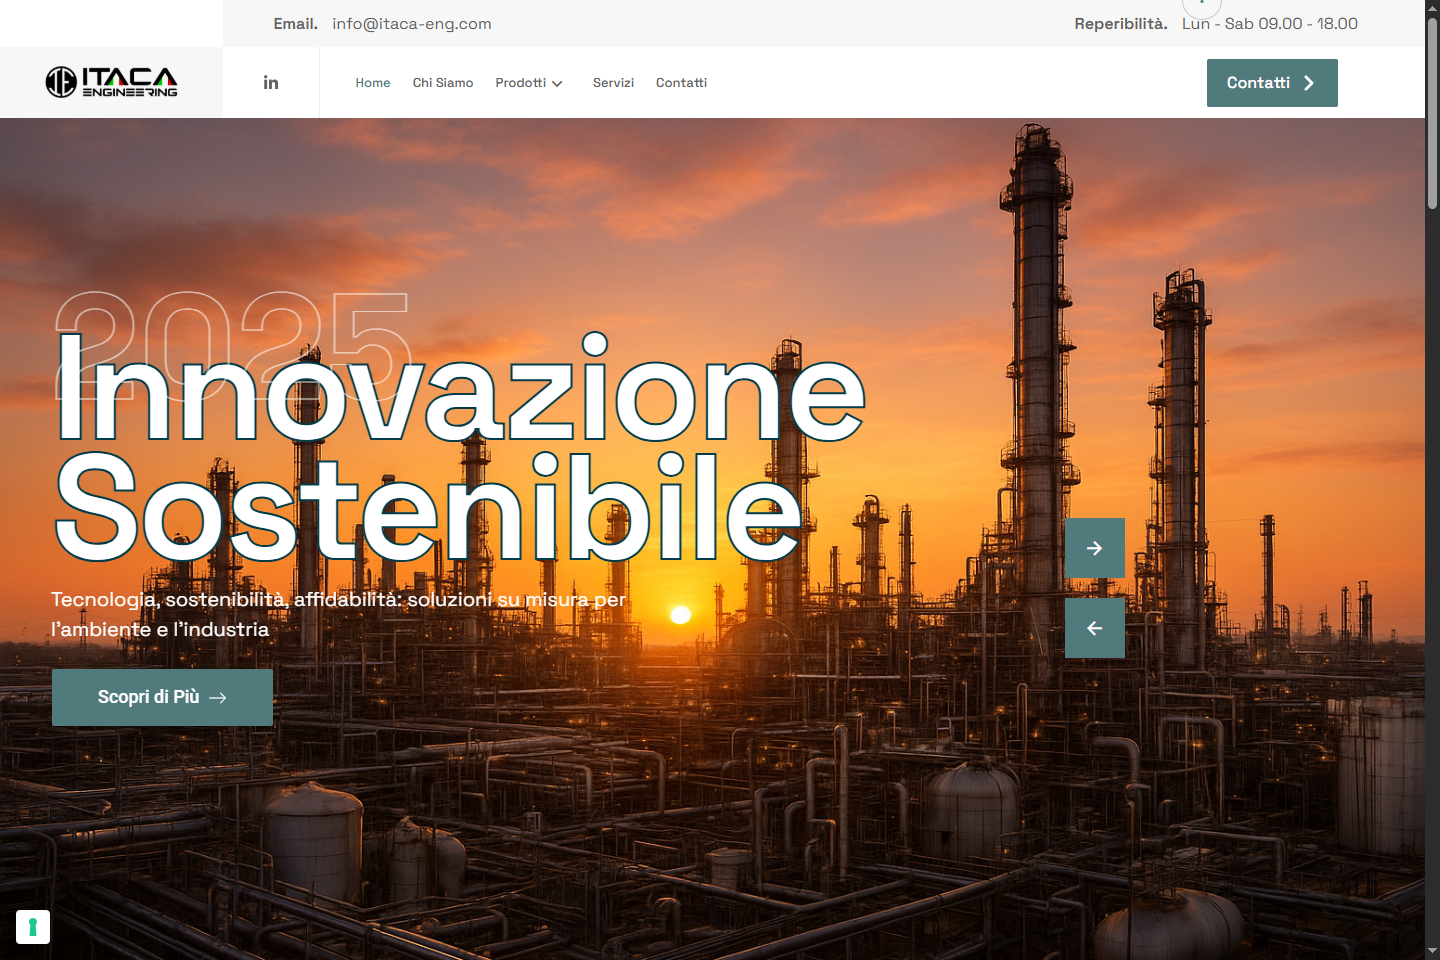 Email. info@itaca-eng.com
Reperibilità. Lun - Sab 09.00 - 18.00
ITACA
ENGINEERING
in
Home
Chi Siamo
Prodotti
Servizi
Contatti
Contatti
2025
Innovazione
Sostenibile
Tecnologia, sostenibilità, affidabilità: soluzioni su misura per
l’ambiente e l’industria
Scopri di Più